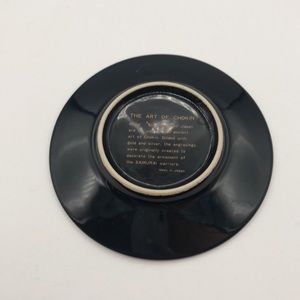 THE ART OF CHOKIN
art of Chokin. Gilded with
gold and silver, the engravings
were originally created to
decorate the armament of
the SAMURAI warriors.
MADE IN JAPAN